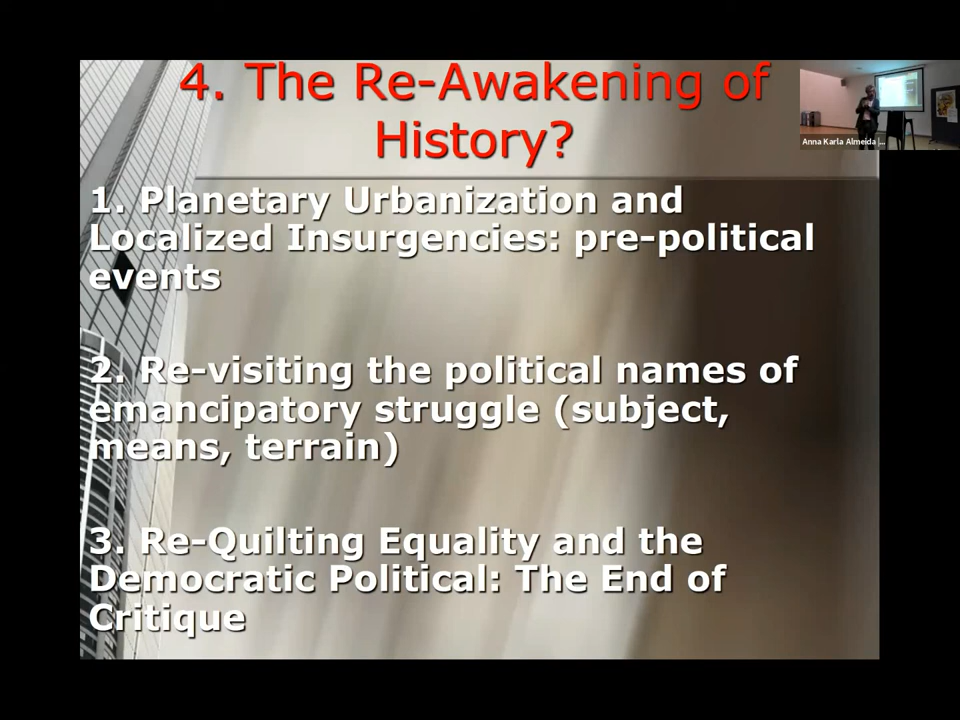 4. The Re-Awakening of
History?
Anna Karla Almeida |...
1. Planetary Urbanization and
Localized Insurgencies: pre-political
events
2. Re-visiting the political names of
emancipatory struggle (subject,
means, terrain)
3. Re-Quilting Equality and the
Democratic Political: The End of
Critique